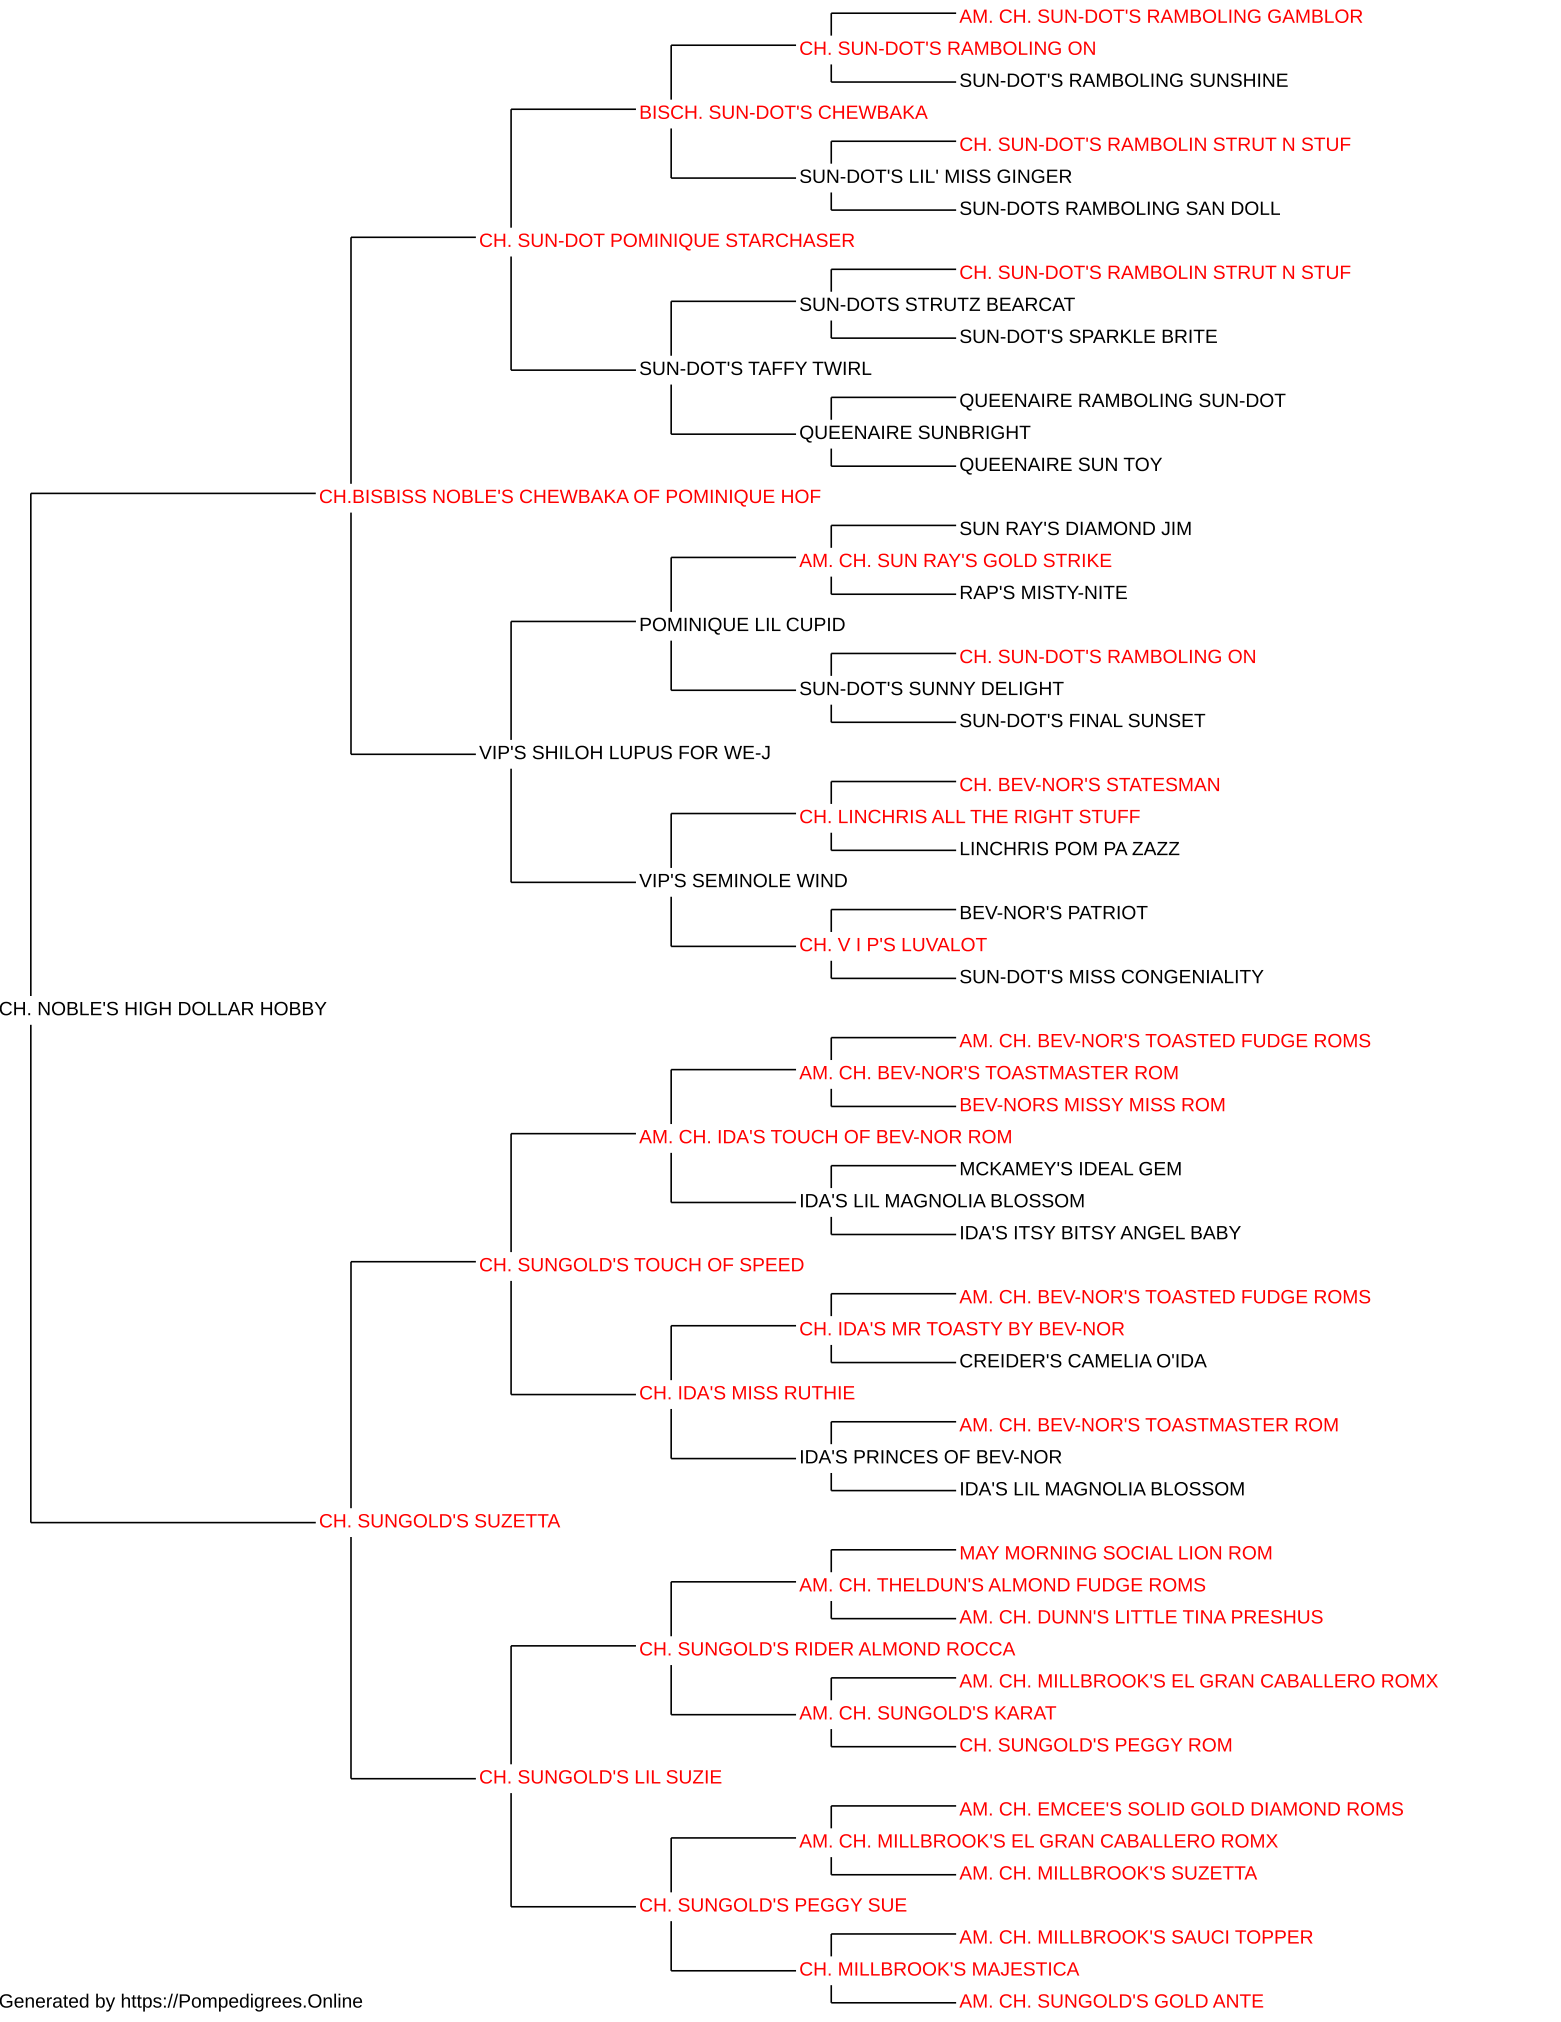 AM. CH. SUN-DOT'S RAMBOLING GAMBLOR
CH. SUN-DOT'S RAMBOLING ON
SUN-DOT'S RAMBOLING SUNSHINE
BISCH. SUN-DOT'S CHEWBAKA
CH. SUN-DOT'S RAMBOLIN STRUT N STUF
SUN-DOT'S LIL' MISS GINGER
SUN-DOTS RAMBOLING SAN DOLL
CH. SUN-DOT POMINIQUE STARCHASER
CH. SUN-DOT'S RAMBOLIN STRUT N STUF
SUN-DOTS STRUTZ BEARCAT
SUN-DOT'S SPARKLE BRITE
SUN-DOT'S TAFFY TWIRL
QUEENAIRE RAMBOLING SUN-DOT
QUEENAIRE SUNBRIGHT
QUEENAIRE SUN TOY
CH.BISBISS NOBLE'S CHEWBAKA OF POMINIQUE HOF
SUN RAY'S DIAMOND JIM
AM. CH. SUN RAY'S GOLD STRIKE
RAP'S MISTY-NITE
POMINIQUE LIL CUPID
CH. SUN-DOT'S RAMBOLING ON
SUN-DOT'S SUNNY DELIGHT
SUN-DOT'S FINAL SUNSET
VIP'S SHILOH LUPUS FOR WE-J
CH. BEV-NOR'S STATESMAN
CH. LINCHRIS ALL THE RIGHT STUFF
LINCHRIS POM PA ZAZZ
VIP'S SEMINOLE WIND
BEV-NOR'S PATRIOT
CH. V I P'S LUVALOT
SUN-DOT'S MISS CONGENIALITY
CH. NOBLE'S HIGH DOLLAR HOBBY
AM. CH. BEV-NOR'S TOASTED FUDGE ROMS
AM. CH. BEV-NOR'S TOASTMASTER ROM
BEV-NORS MISSY MISS ROM
AM. CH. IDA'S TOUCH OF BEV-NOR ROM
MCKAMEY'S IDEAL GEM
IDA'S LIL MAGNOLIA BLOSSOM
IDA'S ITSY BITSY ANGEL BABY
CH. SUNGOLD'S TOUCH OF SPEED
AM. CH. BEV-NOR'S TOASTED FUDGE ROMS
CH. IDA'S MR TOASTY BY BEV-NOR
CREIDER'S CAMELIA O'IDA
CH. IDA'S MISS RUTHIE
AM. CH. BEV-NOR'S TOASTMASTER ROM
IDA'S PRINCES OF BEV-NOR
IDA'S LIL MAGNOLIA BLOSSOM
CH. SUNGOLD'S SUZETTA
MAY MORNING SOCIAL LION ROM
AM. CH. THELDUN'S ALMOND FUDGE ROMS
AM. CH. DUNN'S LITTLE TINA PRESHUS
CH. SUNGOLD'S RIDER ALMOND ROCCA
AM. CH. MILLBROOK'S EL GRAN CABALLERO ROMX
AM. CH. SUNGOLD'S KARAT
CH. SUNGOLD'S PEGGY ROM
CH. SUNGOLD'S LIL SUZIE
AM. CH. EMCEE'S SOLID GOLD DIAMOND ROMS
AM. CH. MILLBROOK'S EL GRAN CABALLERO ROMX
AM. CH. MILLBROOK'S SUZETTA
CH. SUNGOLD'S PEGGY SUE
AM. CH. MILLBROOK'S SAUCI TOPPER
CH. MILLBROOK'S MAJESTICA
AM. CH. SUNGOLD'S GOLD ANTE
Generated by https://Pompedigrees.Online